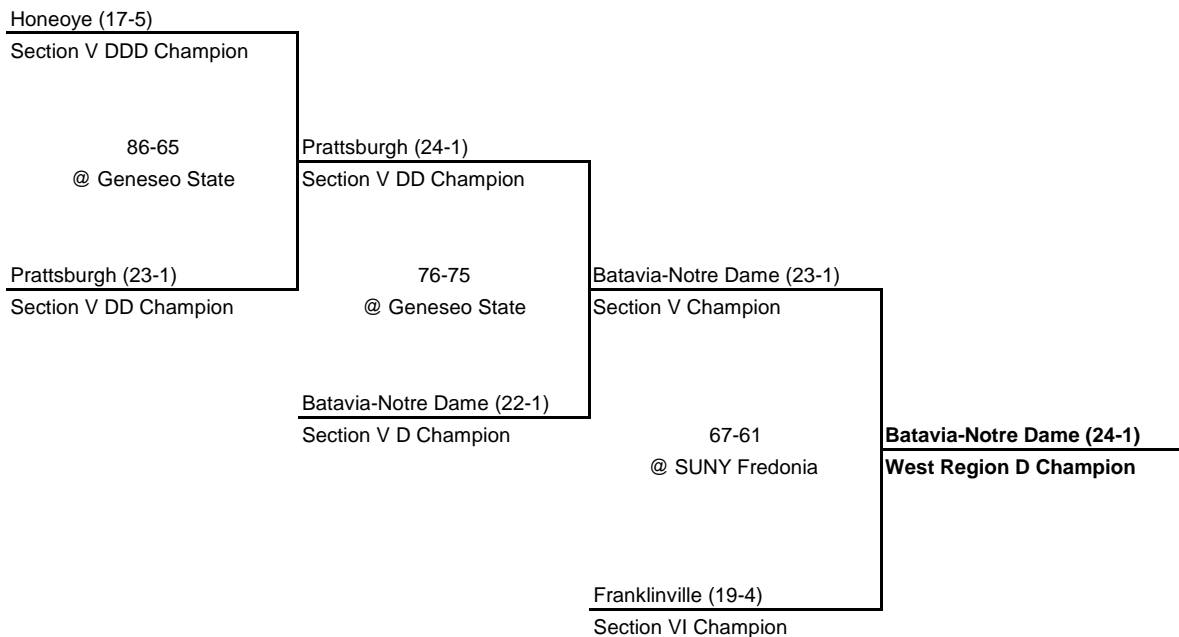 Honeoye (17-5)
Section V DDD Champion
86-65
@ Geneseo State
Prattsburgh (24-1)
Section V DD Champion
Prattsburgh (23-1)
Section V DD Champion
76-75
@ Geneseo State
Batavia-Notre Dame (23-1)
Section V Champion
Batavia-Notre Dame (22-1)
Section V D Champion
67-61
@ SUNY Fredonia
Batavia-Notre Dame (24-1)
West Region D Champion
Franklinville (19-4)
Section VI Champion